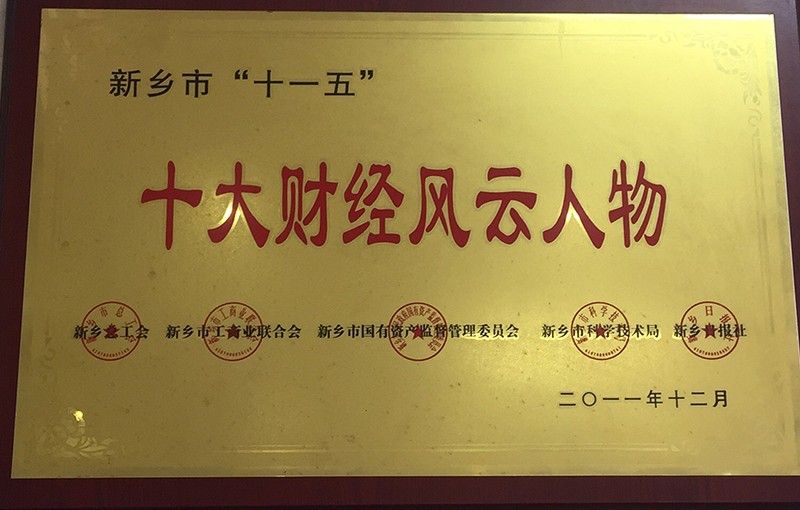 新乡市“十一五”
十大财经风云人物
新乡总工会 新乡市工商业联合会 新乡市国有资产监督管理委员会 新乡市科学技术局 新乡日报社
二〇一一年十二月